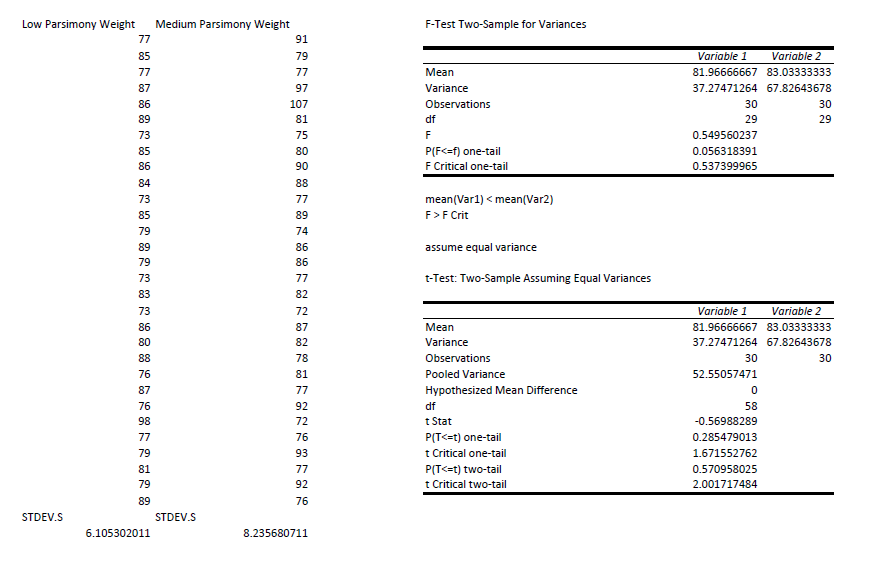 Low Parsimony Weight Medium Parsimony Weight F-Test Two-Sample for Variances
77 91
85 79 Variable 1 Variable 2
77 77 Mean 81.96666667 83.03333333
87 97 Variance 37.27471264 67.82643678
86 107 Observations 30 30
89 81 df 29 29
73 75 F 0.549560237
85 80 P(F<=f) one-tail 0.056318391
86 90 F Critical one-tail 0.537399965
84 88
73 77 mean(Var1) < mean(Var2)
85 89 F > F Crit
79 74
89 86 assume equal variance
79 86
73 77 t-Test: Two-Sample Assuming Equal Variances
83 82
73 72 Variable 1 Variable 2
86 87 Mean 81.96666667 83.03333333
80 82 Variance 37.27471264 67.82643678
88 78 Observations 30 30
76 81 Pooled Variance 52.55057471
87 77 Hypothesized Mean Difference 0
76 92 df 58
98 72 t Stat -0.56988289
77 76 P(T<=t) one-tail 0.285479013
79 93 t Critical one-tail 1.671552762
81 77 P(T<=t) two-tail 0.570958025
79 92 t Critical two-tail 2.001717484
89 76
STDEV.S STDEV.S
6.105302011 8.235680711